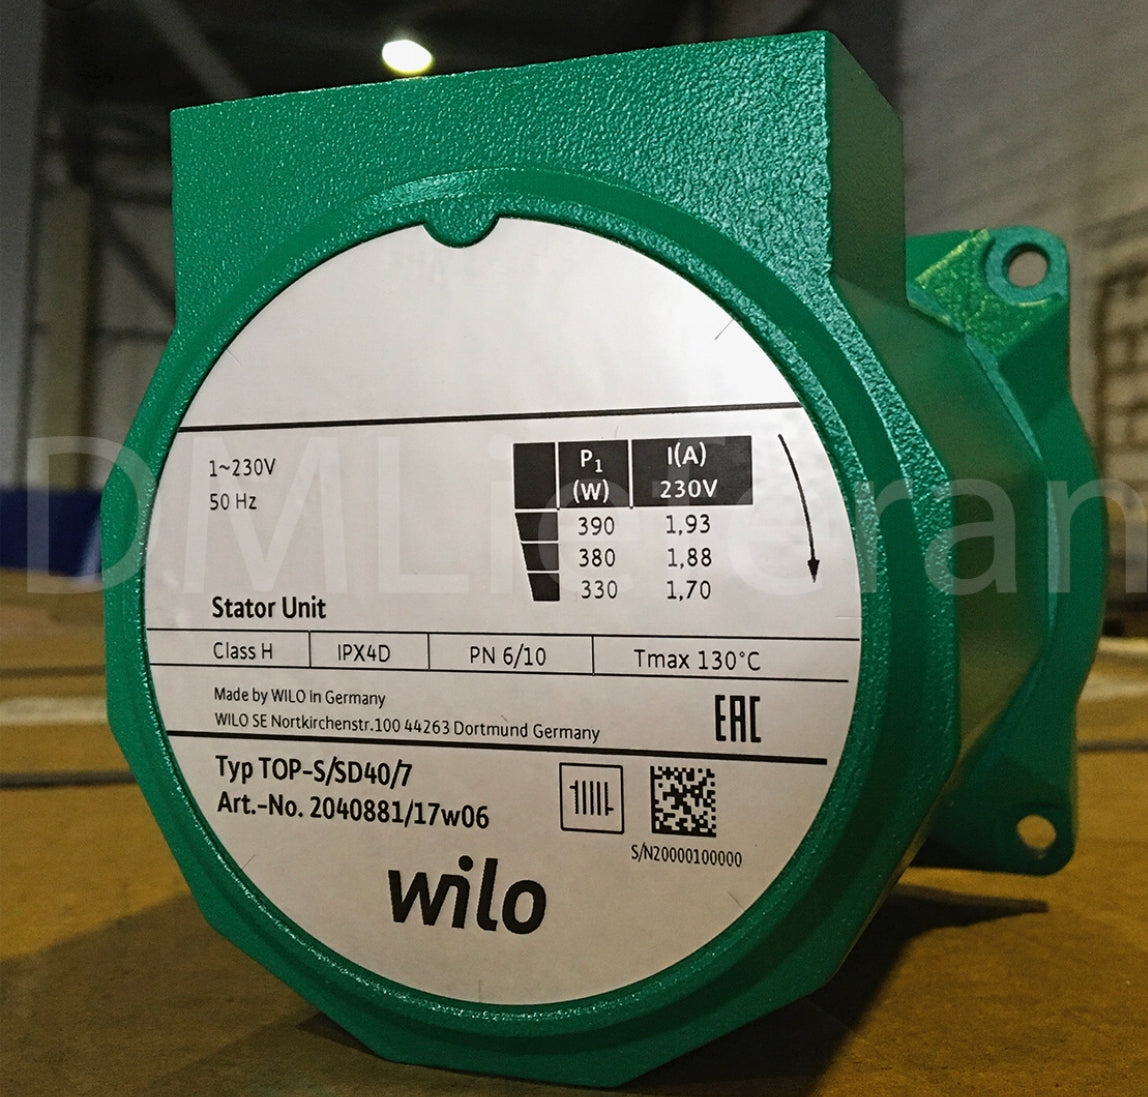 1~230V
50 Hz
P₁ I(A)
(W) 230V
390 1,93
380 1,88
330 1,70
Stator Unit
Class H IPX4D PN 6/10 Tmax 130°C
Made by WILO in Germany
WILO SE Nortkirchenstr.100 44263 Dortmund Germany
EAC
Typ TOP-S/SD40/7
Art.-No. 2040881/17w06
S/N20000100000
wilo
DMLieferan